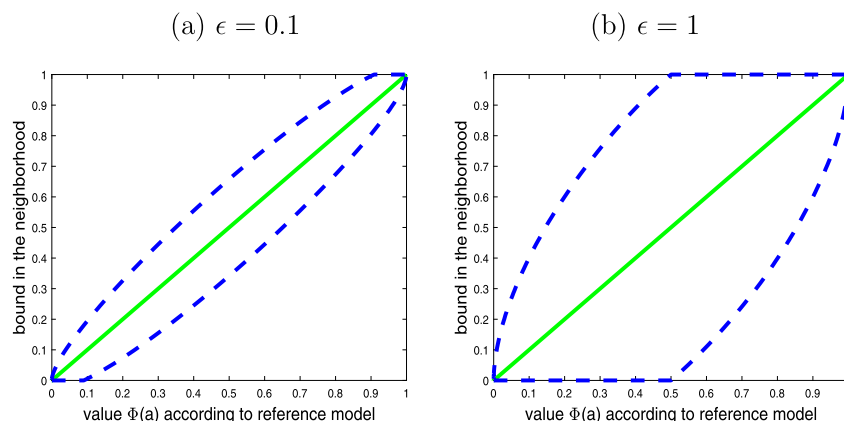 (a) ϵ = 0.1
(b) ϵ = 1
bound in the neighborhood
1
0.9
0.8
0.7
0.6
0.5
0.4
0.3
0.2
0.1
0
0 0.1 0.2 0.3 0.4 0.5 0.6 0.7 0.8 0.9 1
value Φ(a) according to reference model
bound in the neighborhood
1
0.9
0.8
0.7
0.6
0.5
0.4
0.3
0.2
0.1
0
0 0.1 0.2 0.3 0.4 0.5 0.6 0.7 0.8 0.9
value Φ(a) according to reference model